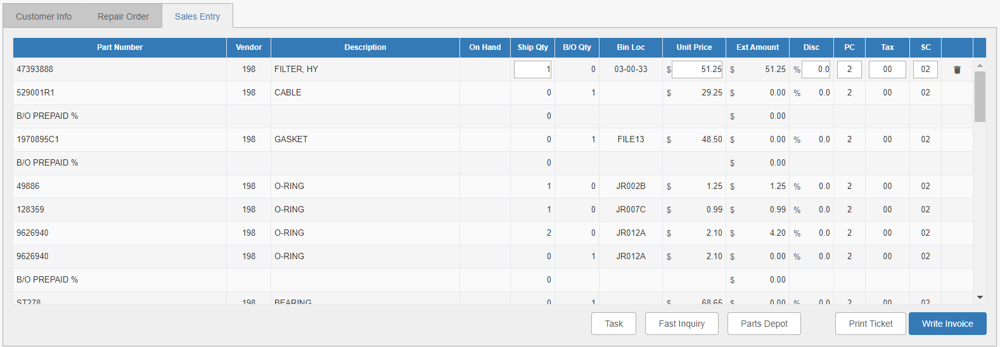 Customer Info Repair Order Sales Entry
Part Number Vendor Description On Hand Ship Qty B/O Qty Bin Loc Unit Price Ext Amount Disc PC Tax SC
47393888 198 FILTER, HY 1 0 03-00-33 $ 51.25 $ 51.25 % 0.0 2 00 02
529001R1 198 CABLE 0 1 $ 29.25 $ 0.00 % 0.0 2 00 02
B/O PREPAID % 0 $ 0.00
1970895C1 198 GASKET 0 1 FILE13 $ 48.50 $ 0.00 % 0.0 2 00 02
B/O PREPAID % 0 $ 0.00
49886 198 O-RING 1 0 JR002B $ 1.25 $ 1.25 % 0.0 2 00 02
128359 198 O-RING 1 0 JR007C $ 0.99 $ 0.99 % 0.0 2 00 02
9626940 198 O-RING 2 0 JR012A $ 2.10 $ 4.20 % 0.0 2 00 02
9626940 198 O-RING 0 1 JR012A $ 2.10 $ 0.00 % 0.0 2 00 02
B/O PREPAID % 0 $ 0.00
ST278 198 BEARING 0 1 $ 68.65 $ 0.00 % 0.0 2 00 02
Task Fast Inquiry Parts Depot Print Ticket Write Invoice